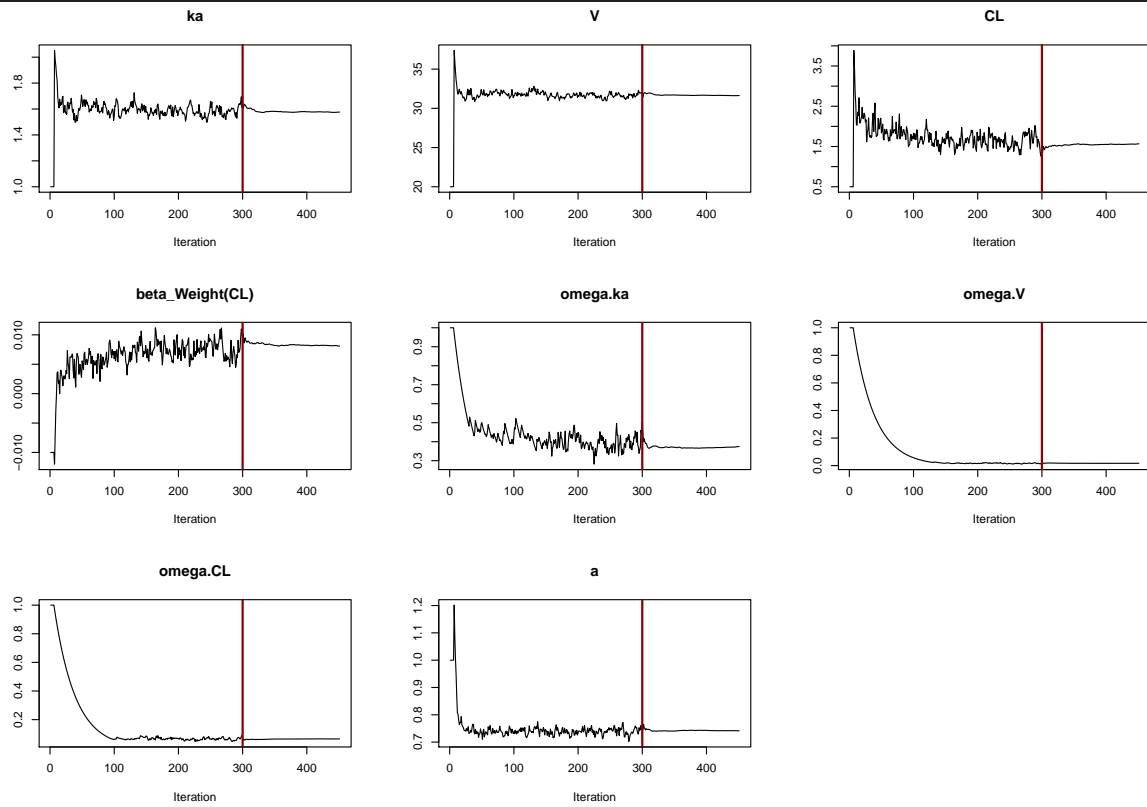 ka
V
CL
1.0 1.4 1.8
20 25 30 35
0.5 1.5 2.5 3.5
0 100 200 300 400
0 100 200 300 400
0 100 200 300 400
Iteration
Iteration
Iteration
beta_Weight(CL)
omega.ka
omega.V
−0.010 0.000 0.010
0.3 0.5 0.7 0.9
0.0 0.2 0.4 0.6 0.8 1.0
0 100 200 300 400
0 100 200 300 400
0 100 200 300 400
Iteration
Iteration
Iteration
omega.CL
a
0.2 0.4 0.6 0.8 1.0
0.7 0.8 0.9 1.0 1.1 1.2
0 100 200 300 400
0 100 200 300 400
Iteration
Iteration